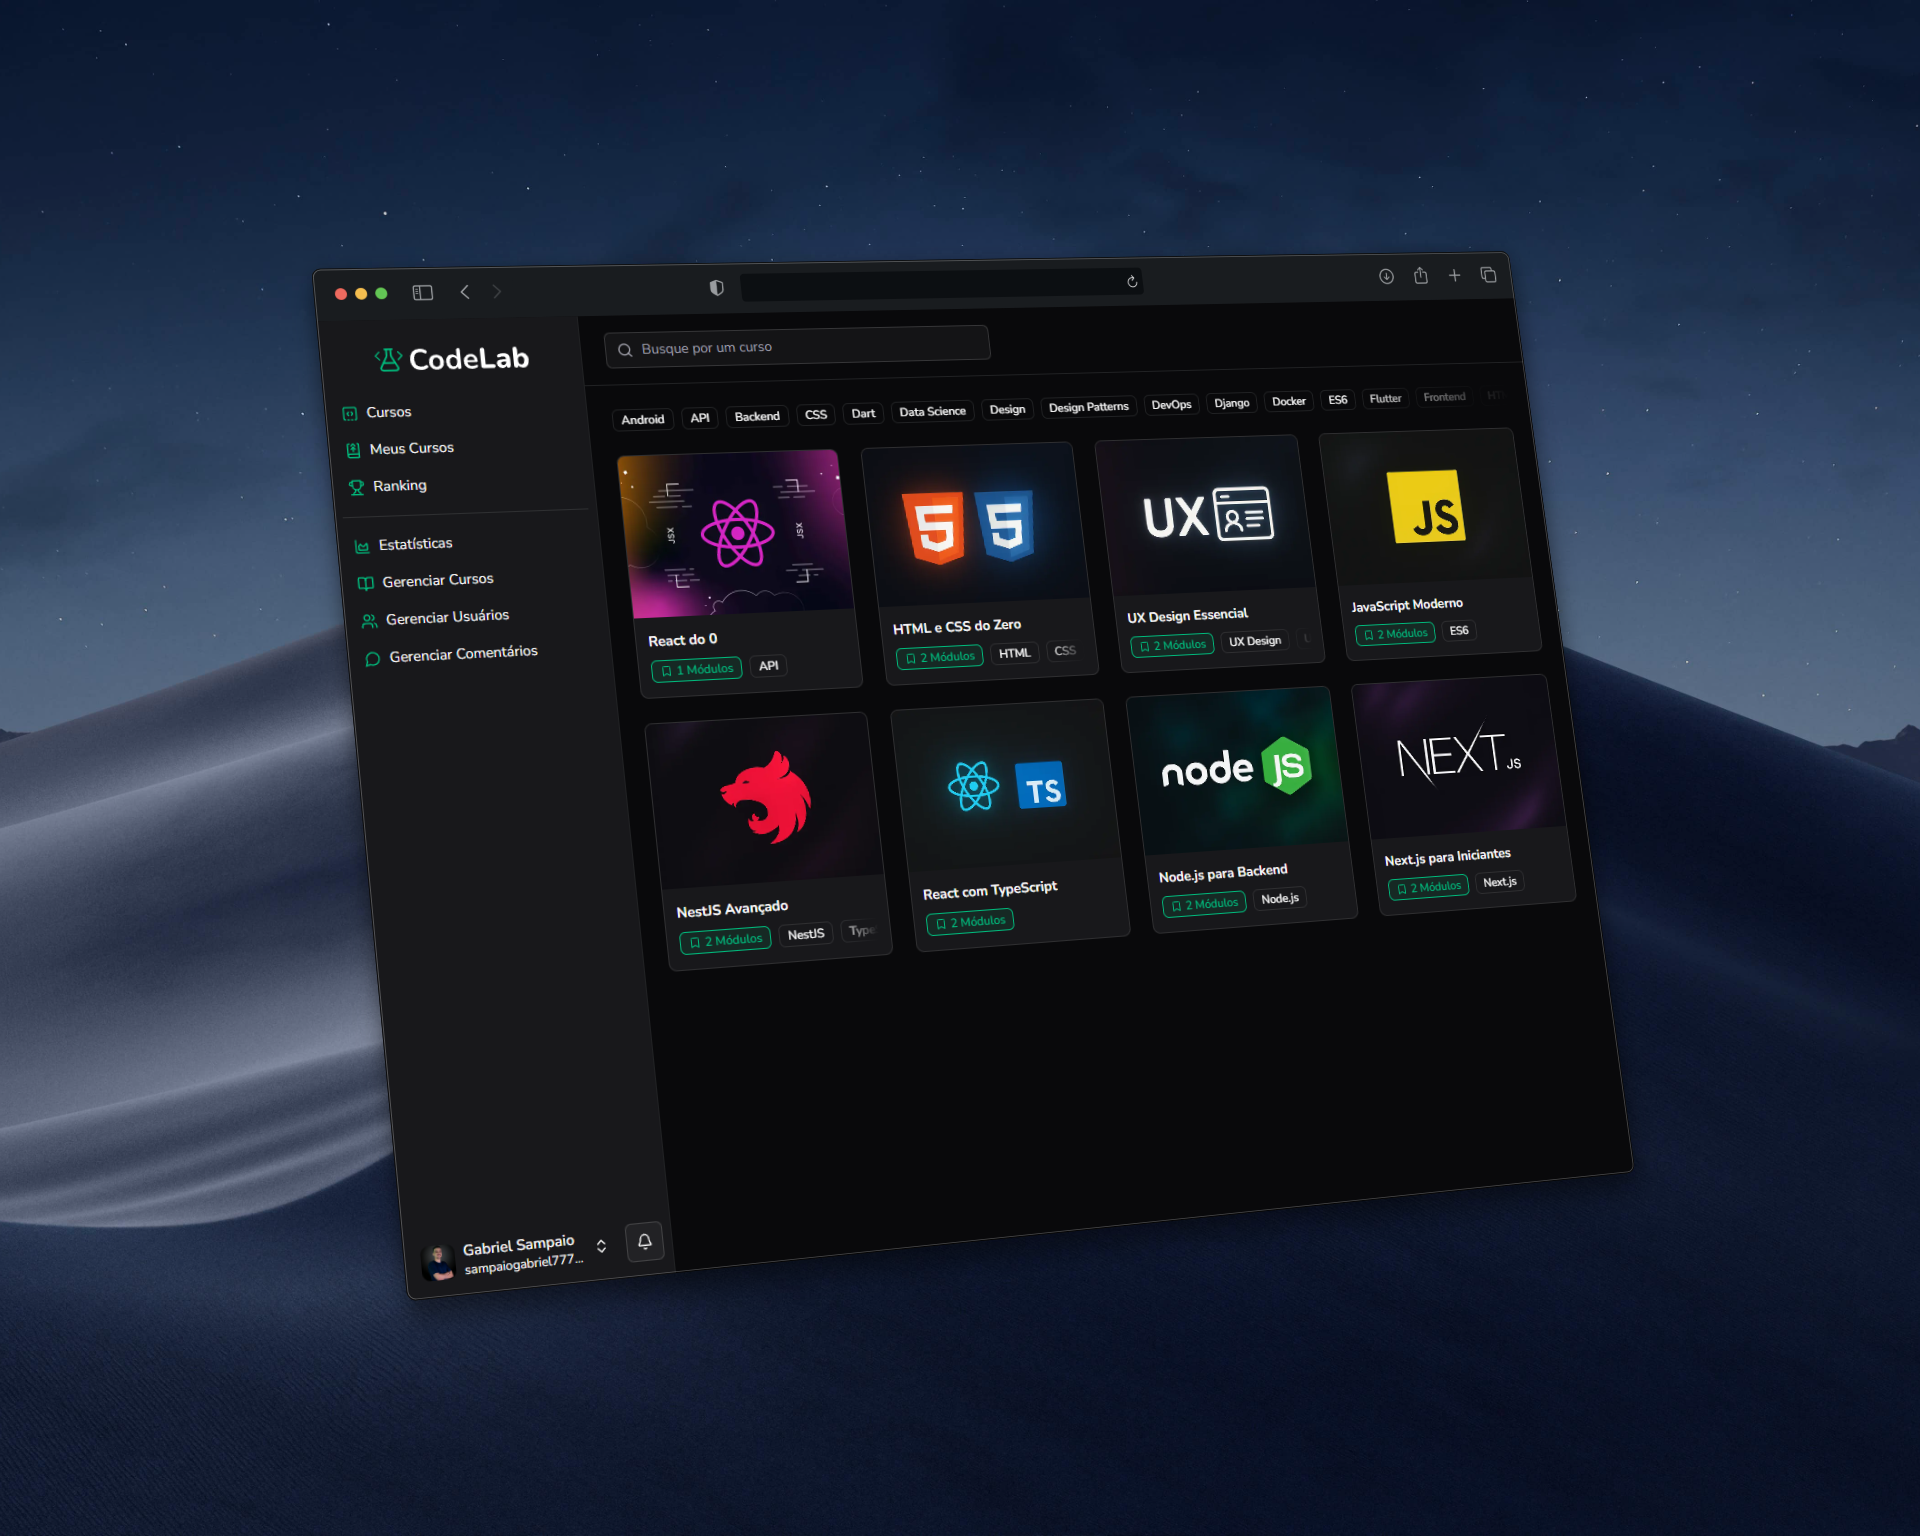 CodeLab
Cursos
Meus Cursos
Ranking
Estatísticas
Gerenciar Cursos
Gerenciar Usuários
Gerenciar Comentários
Gabriel Sampaio
sampaiogabriel777...
Busque por um curso
Android API Backend CSS Dart Data Science Design Design Patterns DevOps Django Docker ES6 Flutter Frontend
JSX JSX
React do 0
1 Módulos API
5 5
HTML e CSS do Zero
2 Módulos HTML CSS
UX
UX Design Essencial
2 Módulos UX Design
JS
JavaScript Moderno
2 Módulos ES6
NestJS Avançado
2 Módulos NestJS Type
TS
React com TypeScript
2 Módulos
node JS
Node.js para Backend
2 Módulos Node.js
NEXT.JS
Next.js para Iniciantes
2 Módulos Next.js